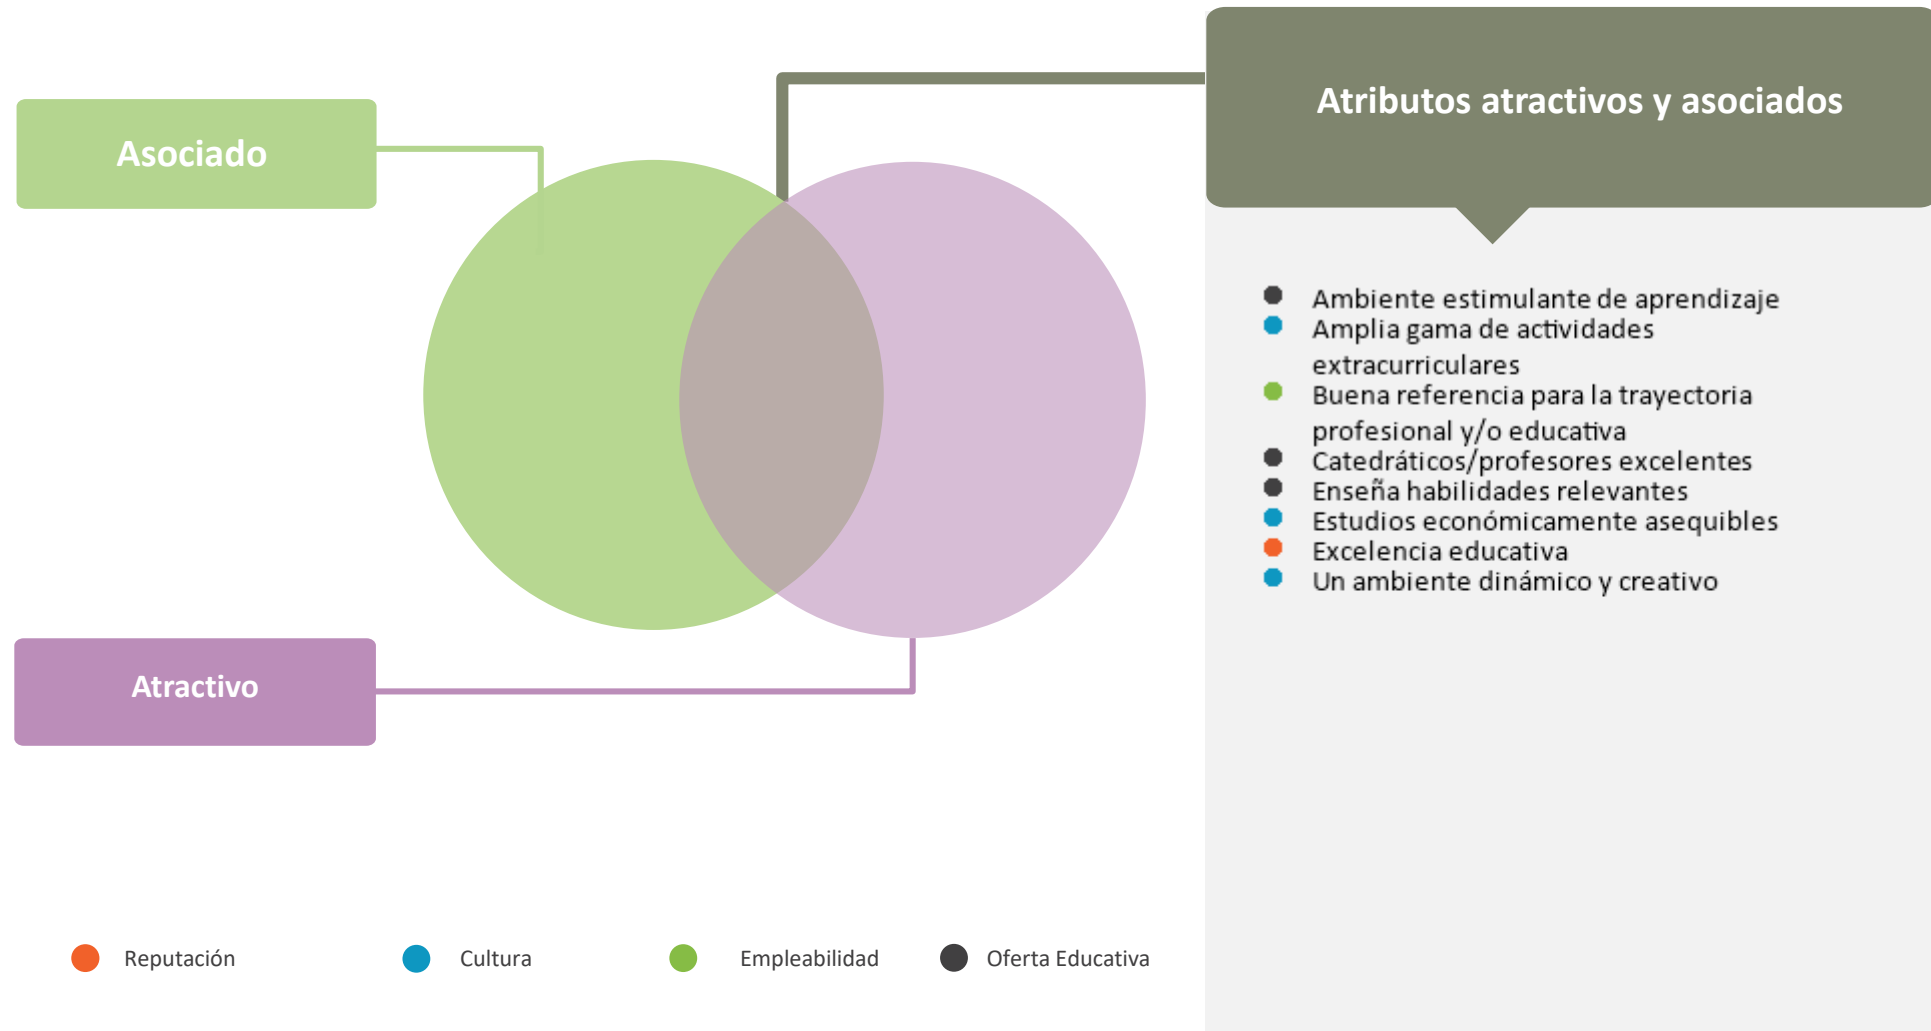 Atributos atractivos y asociados
Asociado
Ambiente estimulante de aprendizaje
Amplia gama de actividades
extracurriculares
Buena referencia para la trayectoria
profesional y/o educativa
Catedráticos/profesores excelentes
Enseña habilidades relevantes
Estudios económicamente asequibles
Excelencia educativa
Un ambiente dinámico y creativo
Atractivo
Reputación
Cultura
Empleabilidad
Oferta Educativa